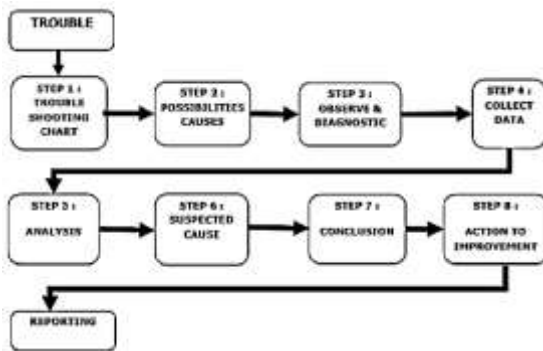 TROUBLE
STEP 1 :
TROUBLE
SHOOTING
CHART
STEP 2 :
POSSIBILITIES
CAUSES
STEP 3 :
OBSERVE &
DIAGNOSTIC
STEP 4 :
COLLECT
DATA
STEP 5 :
ANALYSIS
STEP 6 :
SUSPECTED
CAUSE
STEP 7 :
CONCLUSION
STEP 8 :
ACTION TO
IMPROVEMENT
REPORTING